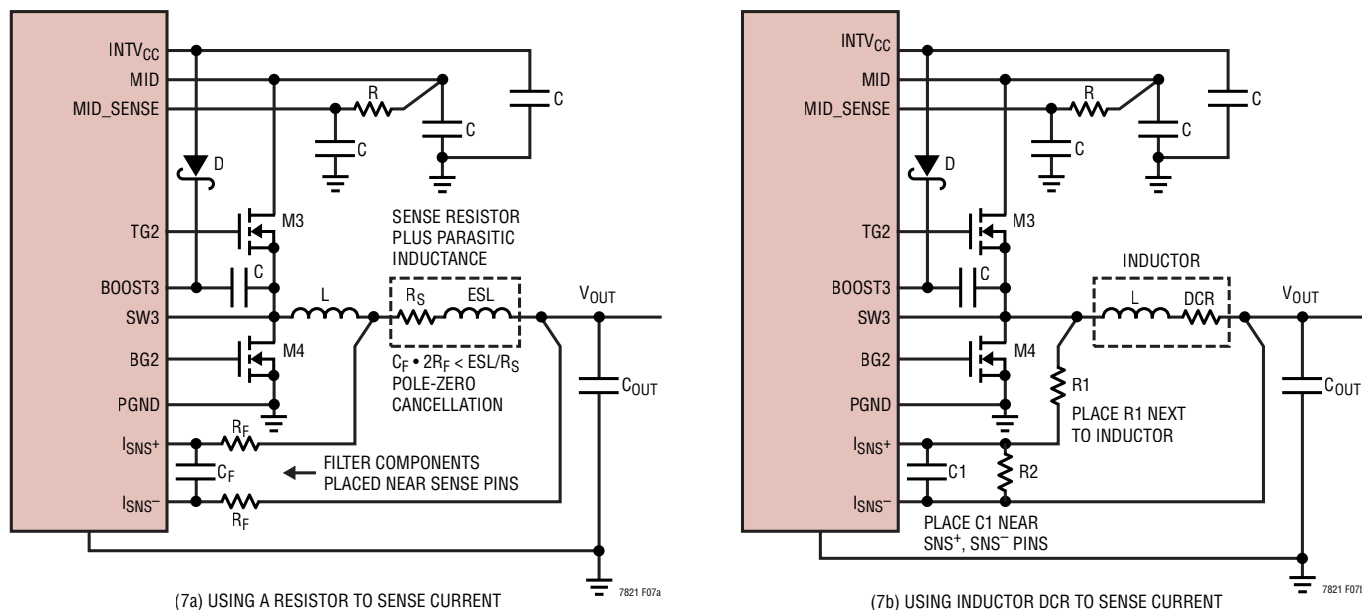 INTVCC
MID
MID_SENSE
R
C
C
C
D
TG2
M3
SENSE RESISTOR
PLUS PARASITIC
INDUCTANCE
BOOST3
C
L
RS
ESL
VOUT
SW3
BG2
M4
CF • 2RF < ESL/RS
POLE-ZERO
CANCELLATION
COUT
PGND
ISNS+
RF
CF
FILTER COMPONENTS
PLACED NEAR SENSE PINS
ISNS–
RF
7821 F07a
(7a) USING A RESISTOR TO SENSE CURRENT
INTVCC
MID
MID_SENSE
R
C
C
C
D
TG2
M3
BOOST3
C
INDUCTOR
L
DCR
VOUT
SW3
BG2
M4
R1
COUT
PGND
PLACE R1 NEXT
TO INDUCTOR
ISNS+
C1
R2
ISNS–
PLACE C1 NEAR
SNS+, SNS– PINS
7821 F07b
(7b) USING INDUCTOR DCR TO SENSE CURRENT